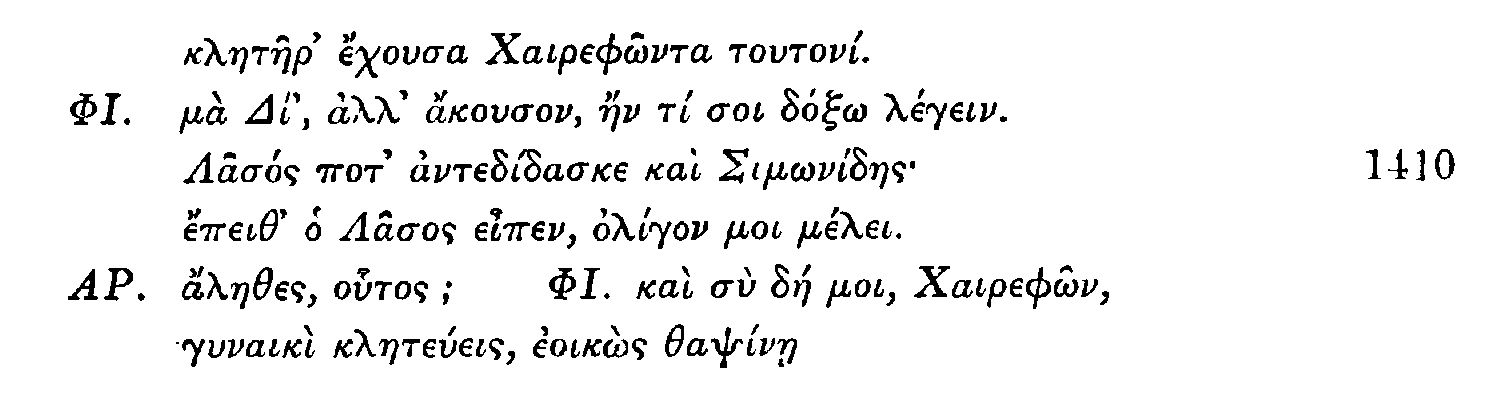 κλητῆρ’ ἔχουσα Χαιρεφῶντα τουτονί.
ΦΙ. μὰ Δί’, ἀλλ’ ἄκουσον, ἤν τί σοι δόξω λέγειν.
Λᾶσός ποτ’ ἀντεδίδασκε καὶ Σιμωνίδης· 1410
ἔπειθ’ ὁ Λᾶσος εἶπεν, ὀλίγον μοι μέλει.
ΑΡ. ἄληθες, οὗτος ; ΦΙ. καὶ σὺ δή μοι, Χαιρεφῶν,
γυναικὶ κλητεύεις, ἐοικὼς θαψίνῃ